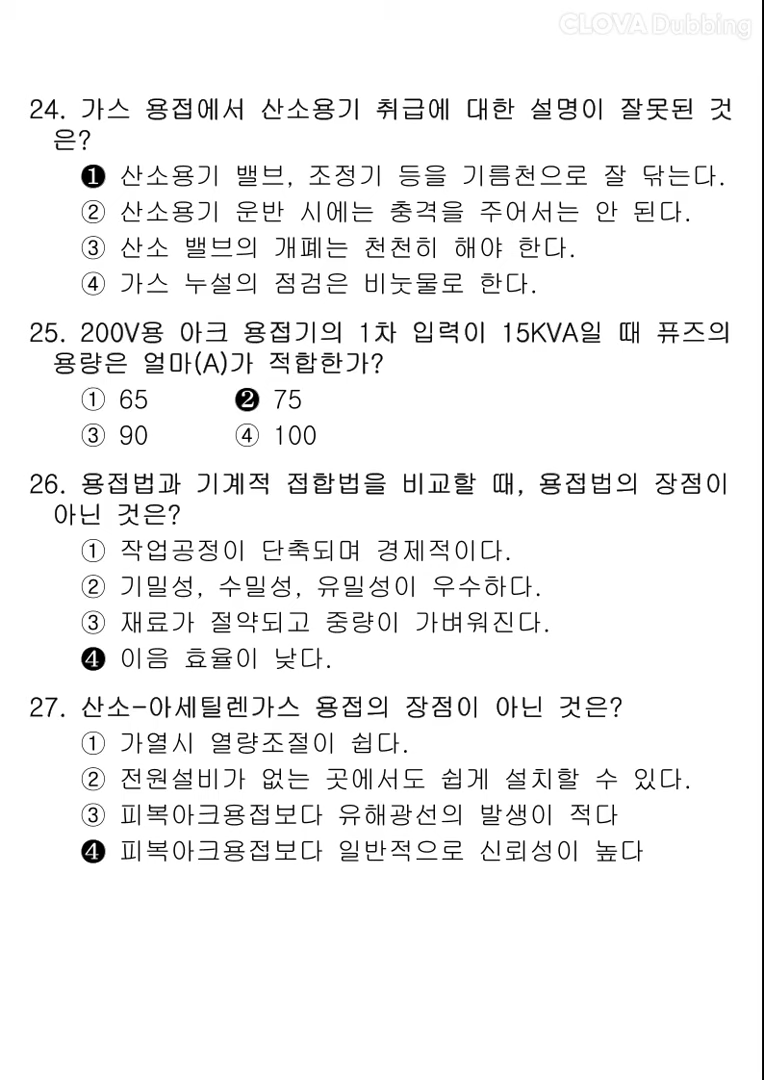 CLOVA Dubbing
24. 가스 용접에서 산소용기 취급에 대한 설명이 잘못된 것
은?
❶ 산소용기 밸브, 조정기 등을 기름천으로 잘 닦는다.
② 산소용기 운반 시에는 충격을 주어서는 안 된다.
③ 산소 밸브의 개폐는 천천히 해야 한다.
④ 가스 누설의 점검은 비눗물로 한다.
25. 200V용 아크 용접기의 1차 입력이 15KVA일 때 퓨즈의
용량은 얼마(A)가 적합한가?
① 65 ❷ 75
③ 90 ④ 100
26. 용접법과 기계적 접합법을 비교할 때, 용접법의 장점이
아닌 것은?
① 작업공정이 단축되며 경제적이다.
② 기밀성, 수밀성, 유밀성이 우수하다.
③ 재료가 절약되고 중량이 가벼워진다.
❹ 이음 효율이 낮다.
27. 산소-아세틸렌가스 용접의 장점이 아닌 것은?
① 가열시 열량조절이 쉽다.
② 전원설비가 없는 곳에서도 쉽게 설치할 수 있다.
③ 피복아크용접보다 유해광선의 발생이 적다
❹ 피복아크용접보다 일반적으로 신뢰성이 높다